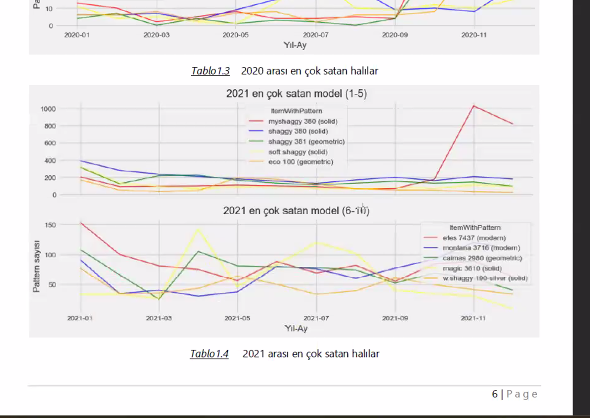 10
0
2020-01 2020-03 2020-05 2020-07 2020-09 2020-11
Yıl-Ay
Tablo1.3 2020 arası en çok satan halılar
2021 en çok satan model (1-5)
ItemWithPattern
myshaggy 380 (solid)
shaggy 380 (solid)
shaggy 381 (geometric)
soft shaggy (solid)
eco 100 (geometric)
1000
800
600
400
200
0
2021 en çok satan model (6-10)
ItemWithPattern
efes 7437 (modern)
(modern)
2980 (geometric)
magic 3610 (solid)
w.shaggy silver (solid)
Pattern sayısı
150
100
50
2021-01 2021-03 2021-05 2021-07 2021-09 2021-11
Yıl-Ay
Tablo1.4 2021 arası en çok satan halılar
6 | Page